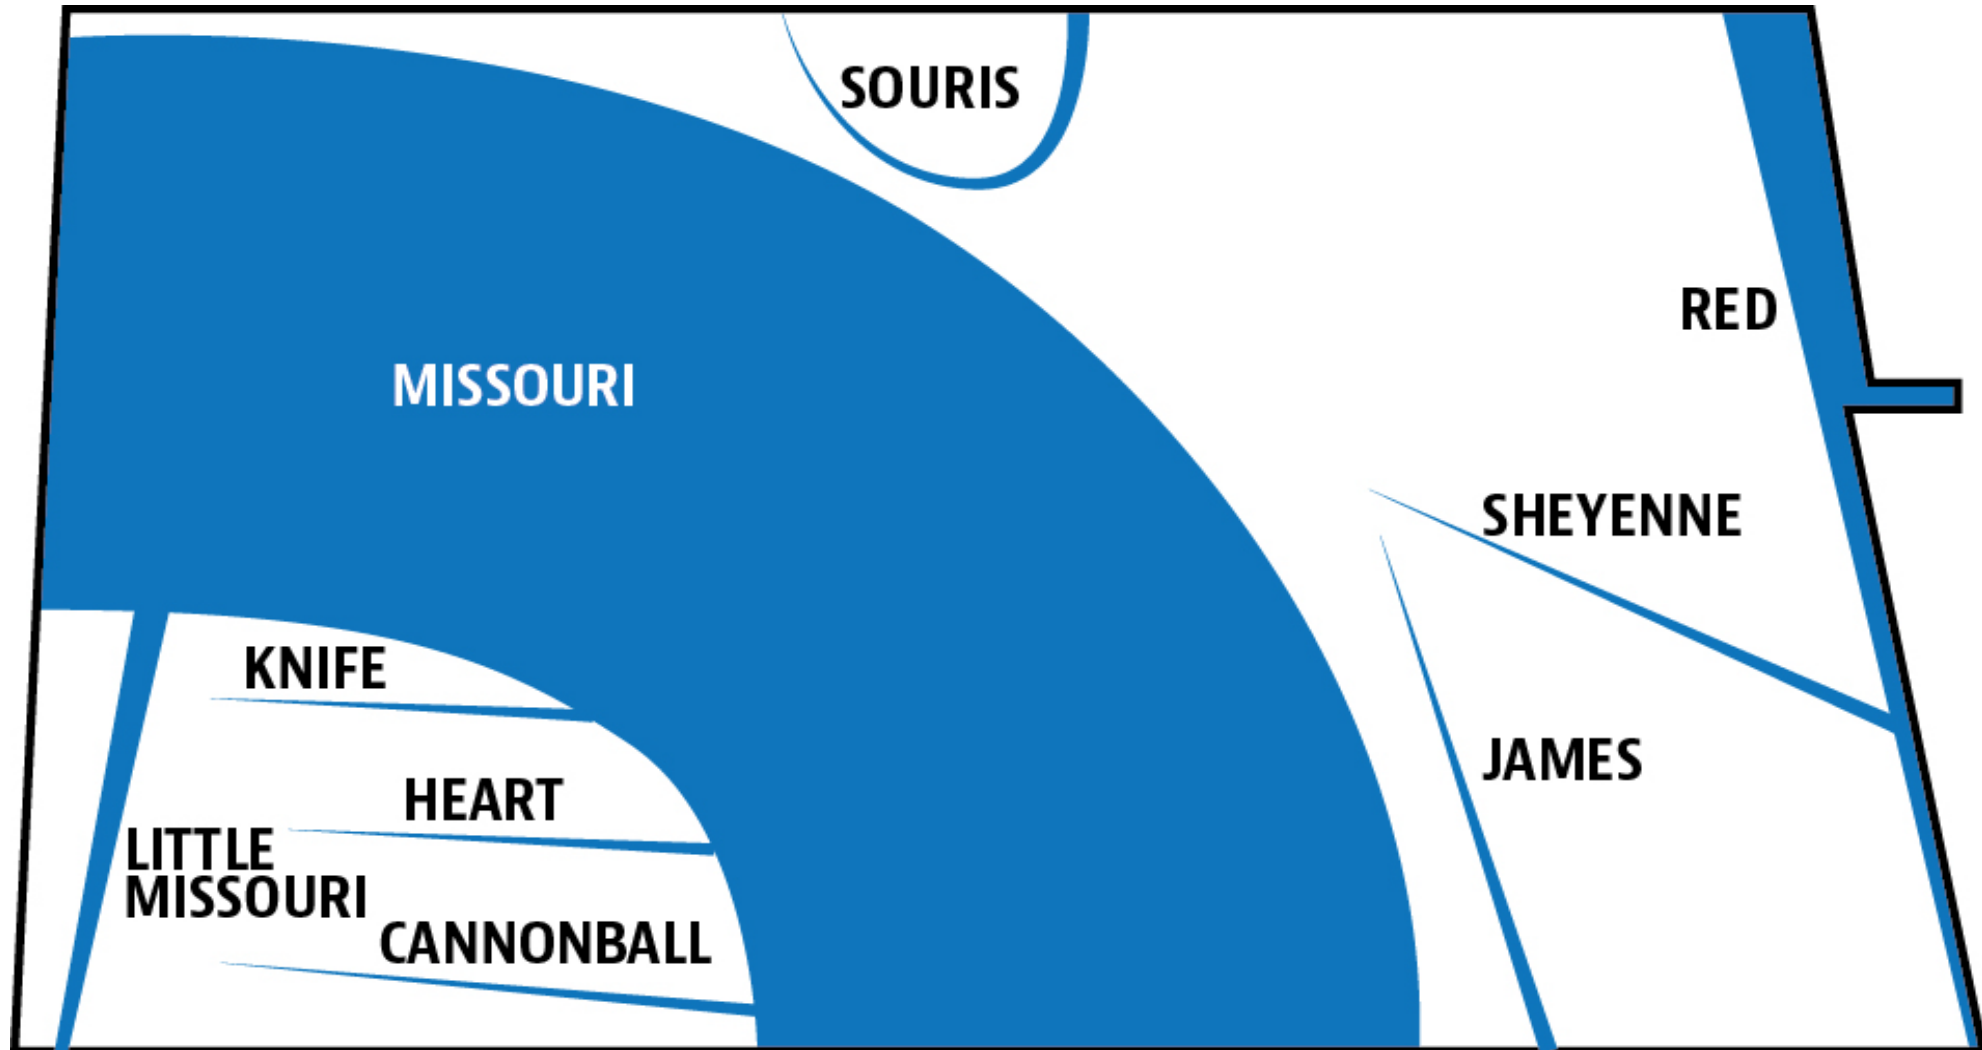 SOURIS
RED
MISSOURI
SHEYENNE
KNIFE
JAMES
HEART
LITTLE
MISSOURI
CANNONBALL